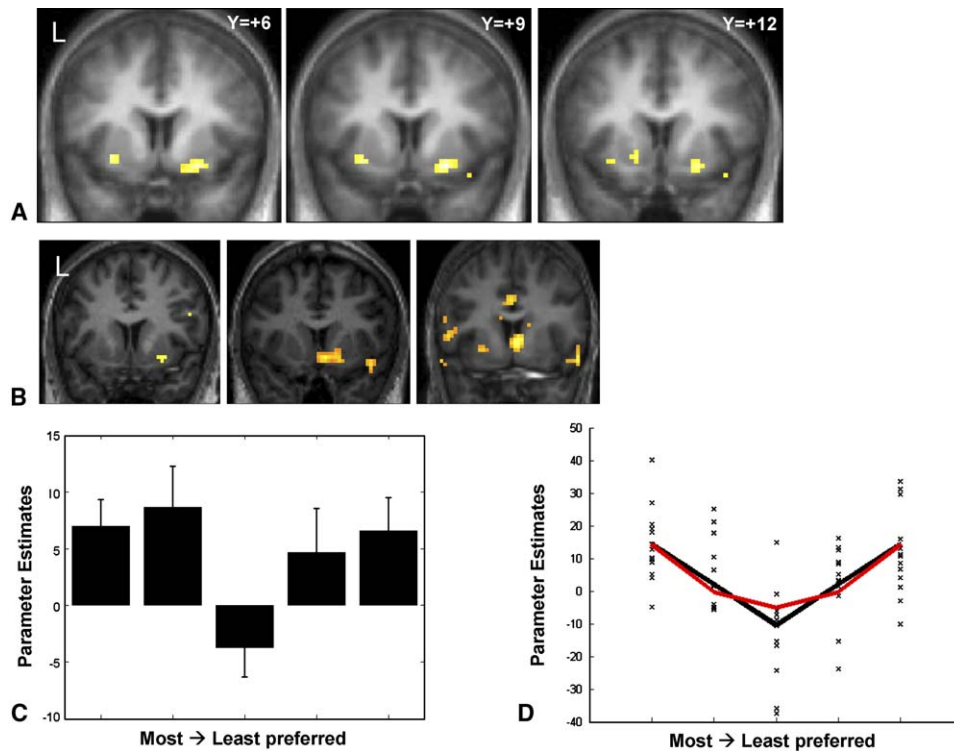 L
Y=+6
Y=+9
Y=+12
A
L
B
15
10
5
0
-5
-10
Parameter Estimates
C
Most → Least preferred
50
40
30
20
10
0
-10
-20
-30
-40
Parameter Estimates
D
Most → Least preferred